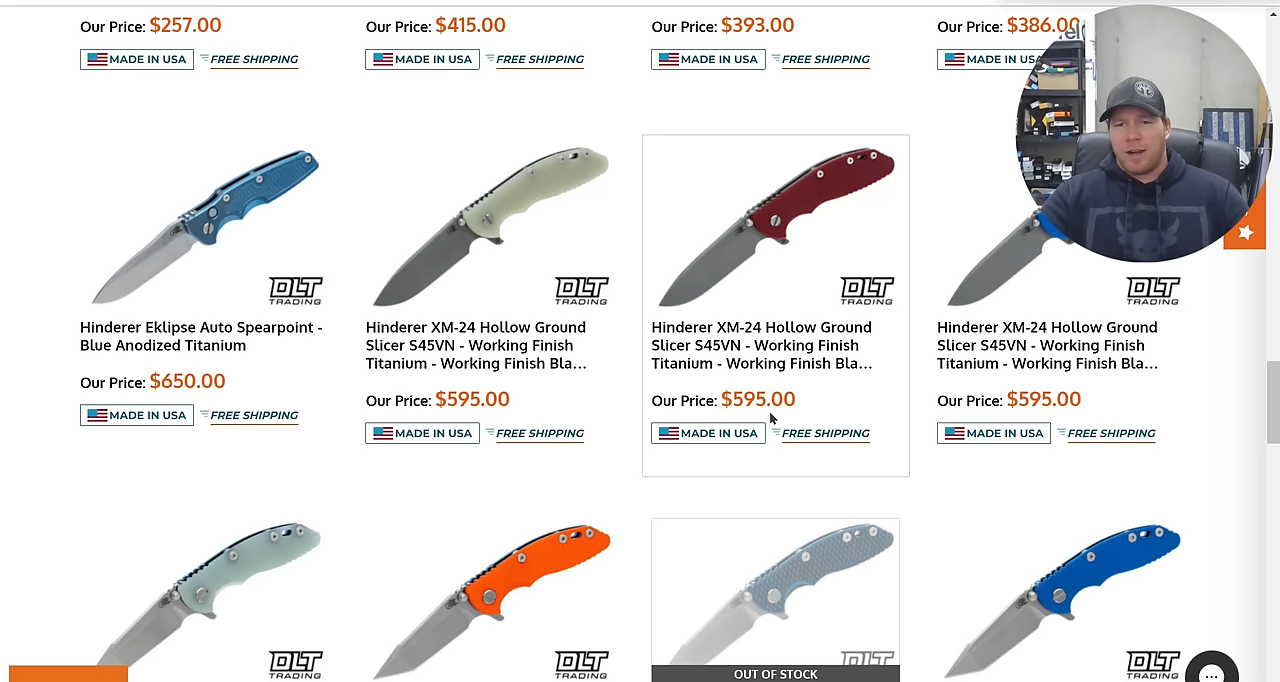 Our Price: $257.00
Our Price: $415.00
Our Price: $393.00
Our Price: $386.00
MADE IN USA FREE SHIPPING
MADE IN USA FREE SHIPPING
MADE IN USA FREE SHIPPING
MADE IN USA
DLT TRADING
DLT TRADING
DLT TRADING
DLT TRADING
Hinderer Eklipse Auto Spearpoint -
Blue Anodized Titanium
Our Price: $650.00
MADE IN USA FREE SHIPPING
Hinderer XM-24 Hollow Ground
Slicer S45VN - Working Finish
Titanium - Working Finish Bla...
Our Price: $595.00
MADE IN USA FREE SHIPPING
Hinderer XM-24 Hollow Ground
Slicer S45VN - Working Finish
Titanium - Working Finish Bla...
Our Price: $595.00
MADE IN USA FREE SHIPPING
Hinderer XM-24 Hollow Ground
Slicer S45VN - Working Finish
Titanium - Working Finish Bla...
Our Price: $595.00
MADE IN USA FREE SHIPPING
DLT TRADING
DLT TRADING
DLT
OUT OF STOCK
DLT TRADING